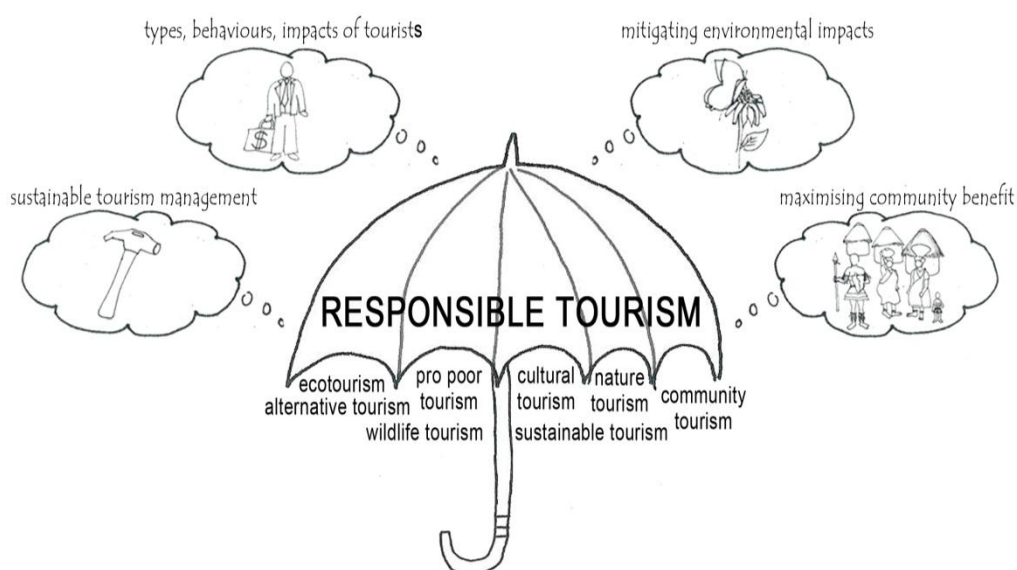 types, behaviours, impacts of tourists
mitigating environmental impacts
sustainable tourism management
maximising community benefit
$
RESPONSIBLE TOURISM
ecotourism
alternative tourism
pro poor
tourism
wildlife tourism
cultural
tourism
nature
tourism
sustainable tourism
community
tourism